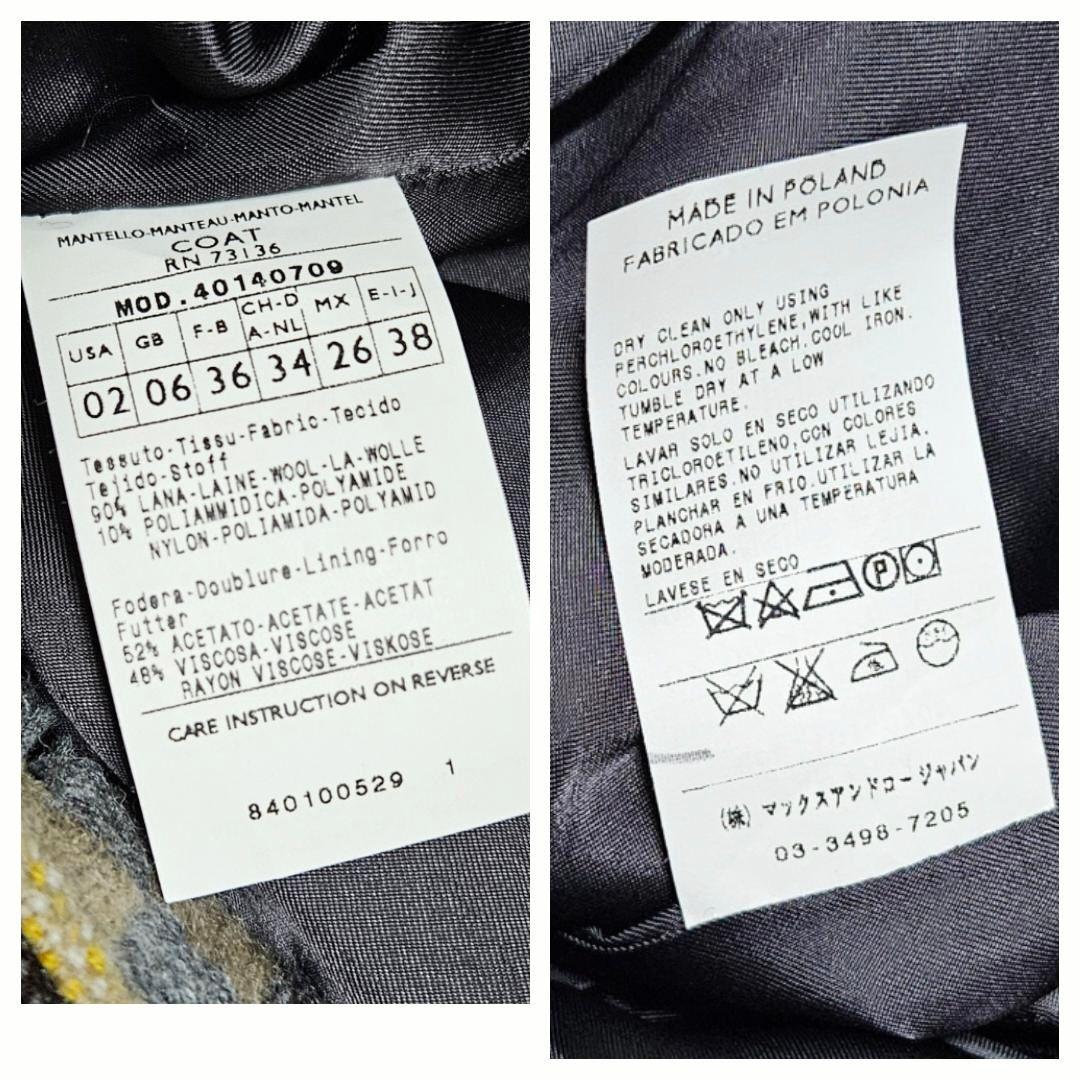 MANTELLO-MANTEAU-MANTO-MANTEL
COAT
RN 73136
MOD.40140709
USA GB F-B CH-D A-NL MX E-I-J
02 06 36 34 26 38
Tessuto-Tissu-Fabric-Tecido
Tejido-Stoff
90% LANA-LAINE-WOOL-LA-WOLLE
10% POLIAMMIDICA-POLYAMIDE
NYLON-POLIAMIDA-POLYAMID
Fodera-Doublure-Lining-Forro
Futter
52% ACETATO-ACETATE-ACETAT
48% VISCOSA-VISCOSE
RAYON VISCOSE-VISKOSE
CARE INSTRUCTION ON REVERSE
840100529 1
MADE IN POLAND
FABRICADO EM POLONIA
DRY CLEAN ONLY USING
PERCHLOROETHYLENE,WITH LIKE
COLOURS.NO BLEACH.COOL IRON.
TUMBLE DRY AT A LOW
TEMPERATURE.
LAVAR SOLO EN SECO UTILIZANDO
TRICLOROETILENO,CON COLORES
SIMILARES.NO UTILIZAR LEJIA.
PLANCHAR EN FRIO.UTILIZAR LA
SECADORA A UNA TEMPERATURA
MODERADA.
LAVESE EN SECO
P
(株) マックスアンドコージャパン
03-3498-7205